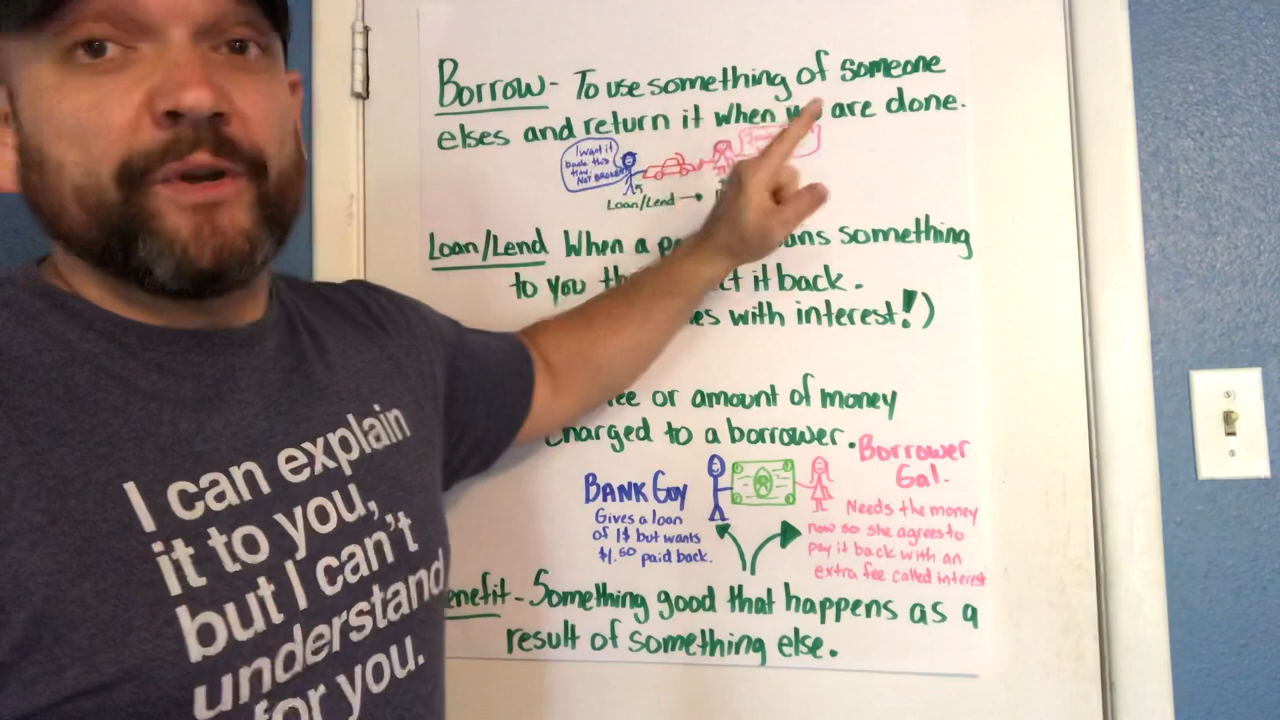 Borrow - To use something of someone
elses and return it when we are done.
I want it
back this
time.
NOT BROKEN!
Loan/Lend →
Loan/Lend When a loans something
to you it back.
with interest!)
or amount of money
charged to a borrower.
Borrower
Gal.
BANK GUY
Gives a loan
of 1$ but wants
$1.50 paid back.
Needs the money
now so she agrees to
pay it back with an
extra fee called interest
enefit - Something good that happens as a
result of something else.
I can explain
it to you,
but I can't
understand
for you.